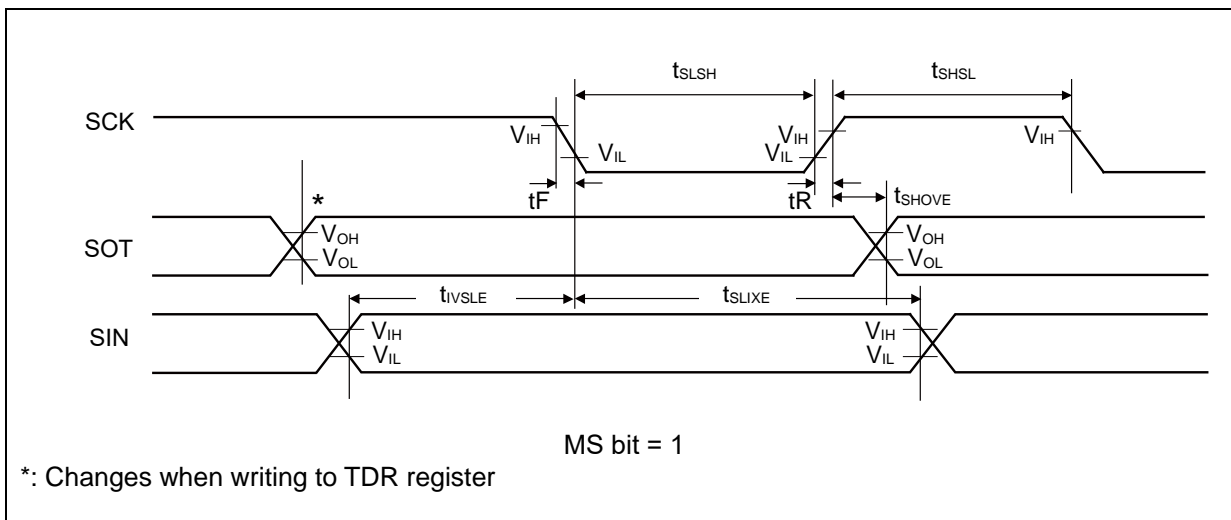 tSLSH
tSHSL
SCK
VIH
VIL
VIH
VIL
VIH
tF
tR
tSHOVE
*
SOT
VOH
VOL
VOH
VOL
tIVSLE
tSLIXE
SIN
VIH
VIL
VIH
VIL
MS bit = 1
*: Changes when writing to TDR register